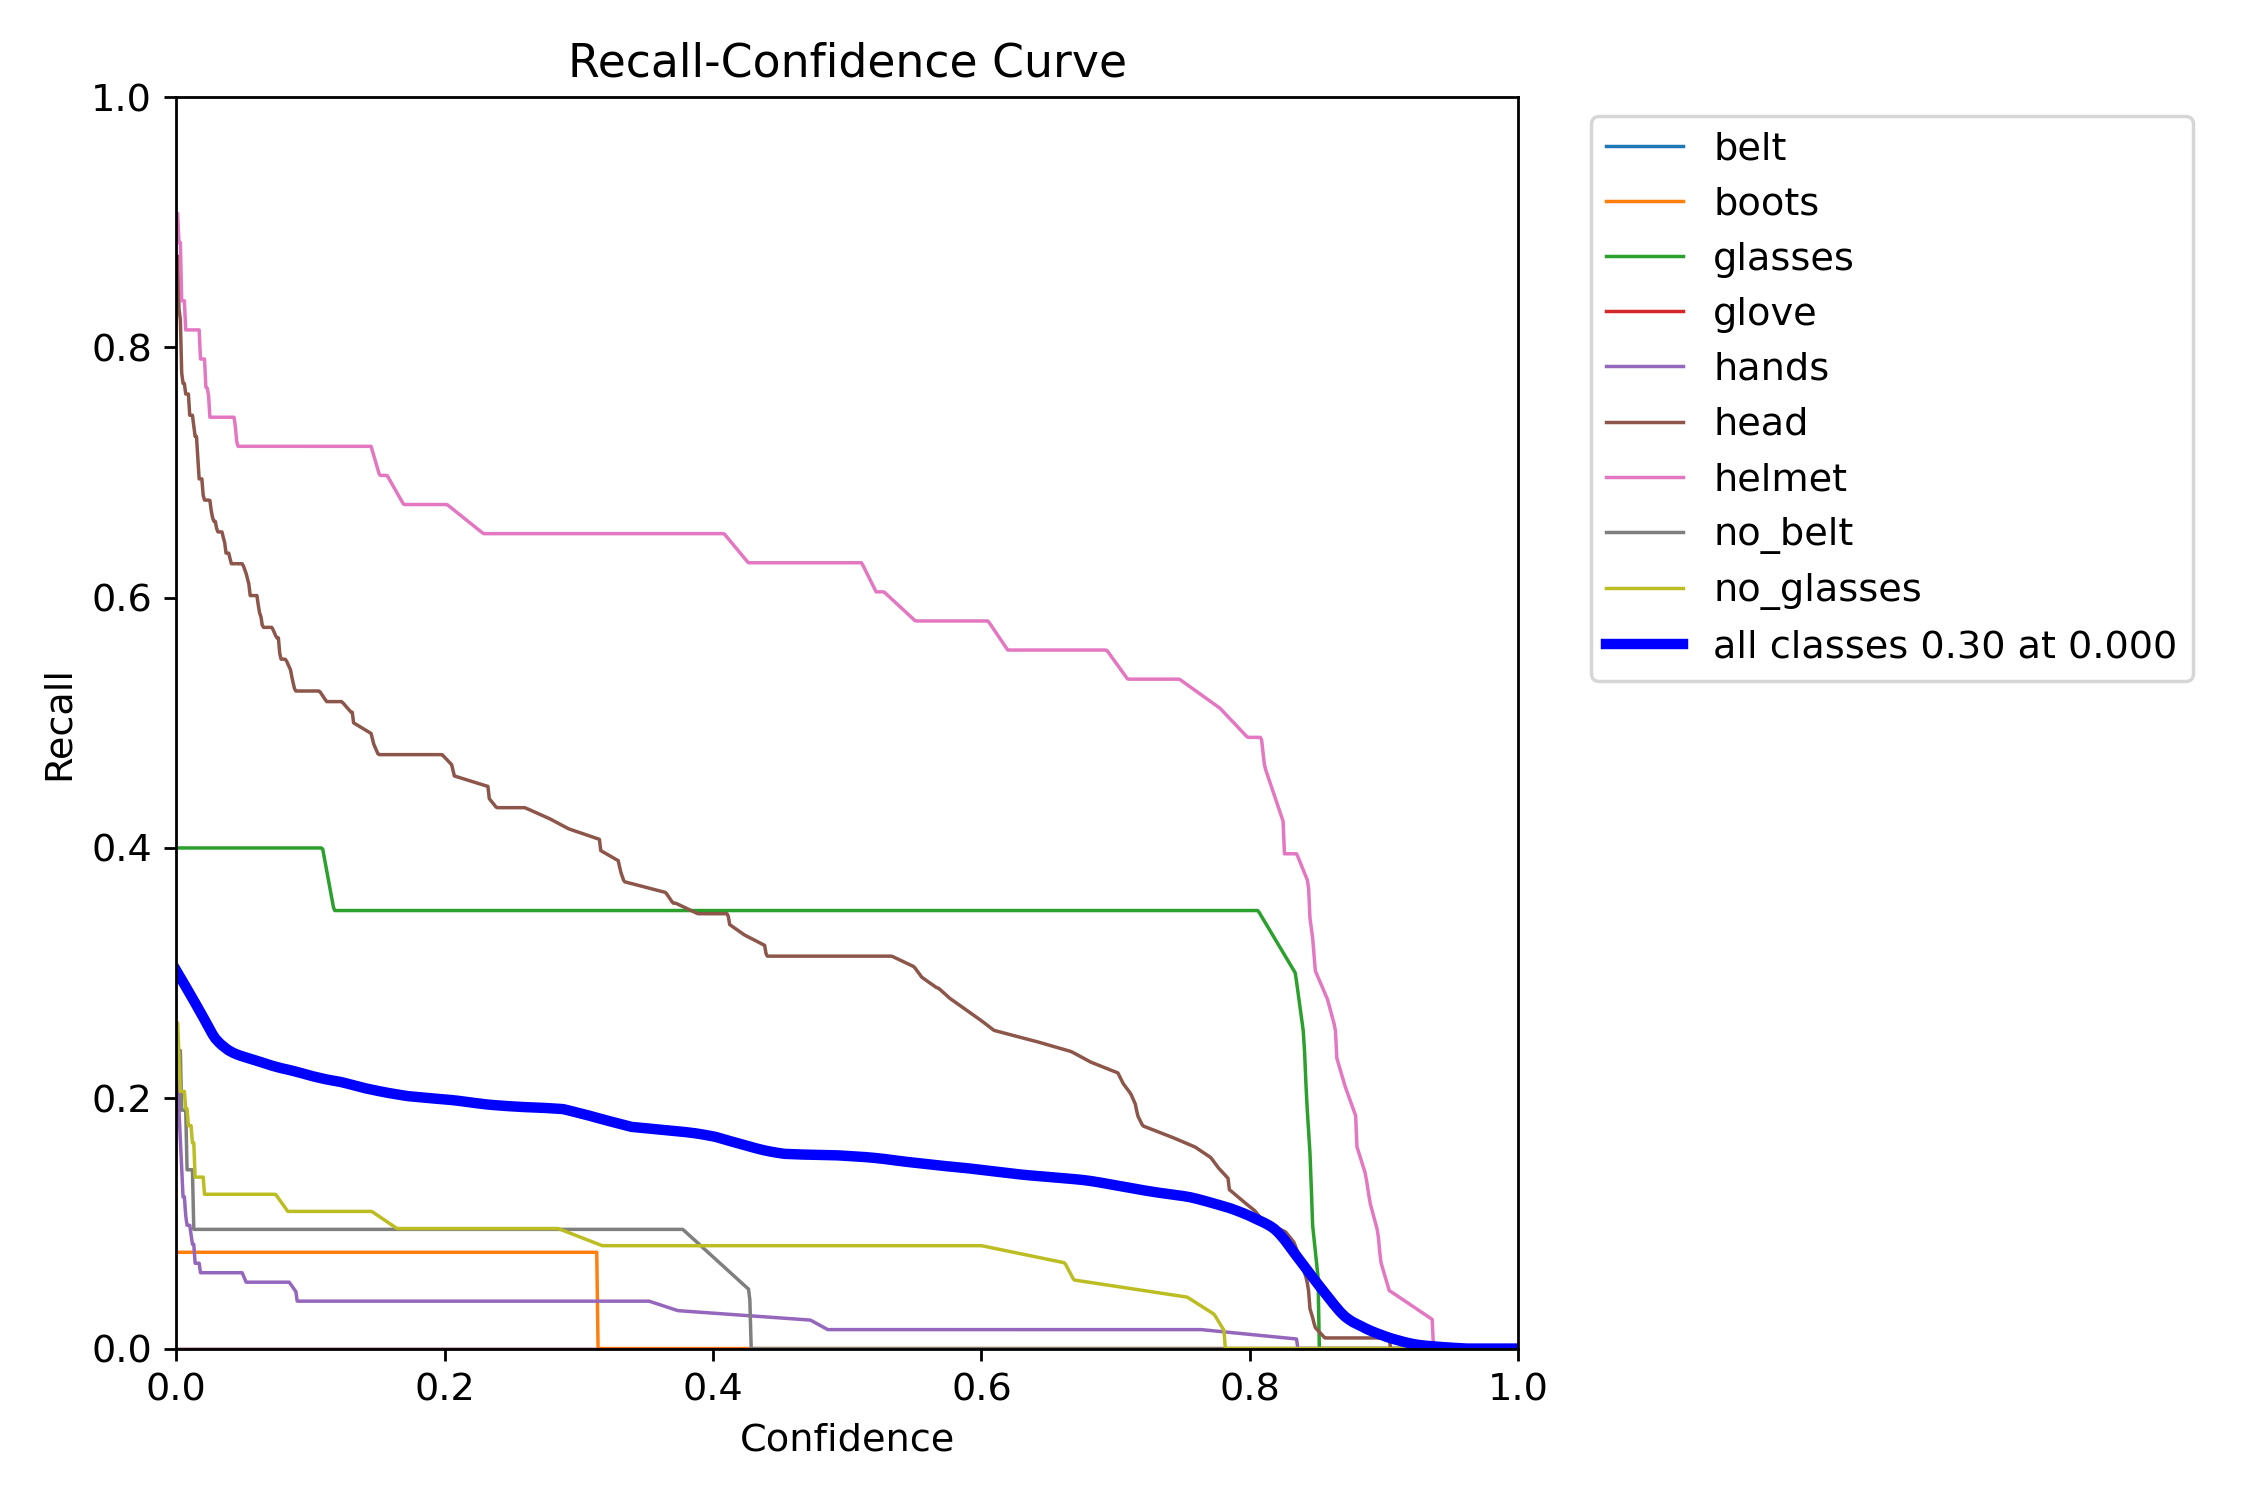 Recall-Confidence Curve
1.0
0.8
0.6
0.4
0.2
0.0
Recall
0.0 0.2 0.4 0.6 0.8 1.0
Confidence
belt
boots
glasses
glove
hands
head
helmet
no_belt
no_glasses
all classes 0.30 at 0.000